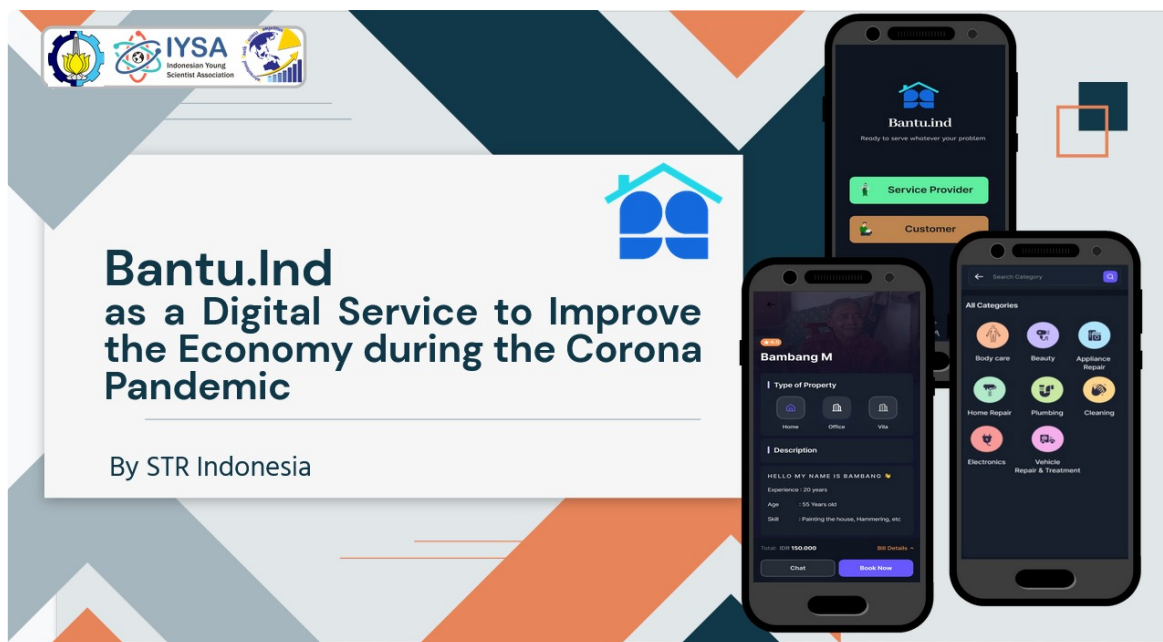 IYSA
Indonesian Young
Scientist Association
Bantu.Ind
as a Digital Service to Improve
the Economy during the Corona
Pandemic
By STR Indonesia
Bantu.ind
Ready to serve whatever your problem
Service Provider
Customer
4.5
Bambang M
Type of Property
Home
Office
Vila
Description
HELLO MY NAME IS BAMBANG
Experience : 20 years
Age : 55 Years old
Skill : Painting the house, Hammering, etc
Total: IDR 150.000
Bill Details
Chat
Book Now
Search Category
All Categories
Body care
Beauty
Appliance
Repair
Home Repair
Plumbing
Cleaning
Electronics
Vehicle
Repair & Treatment